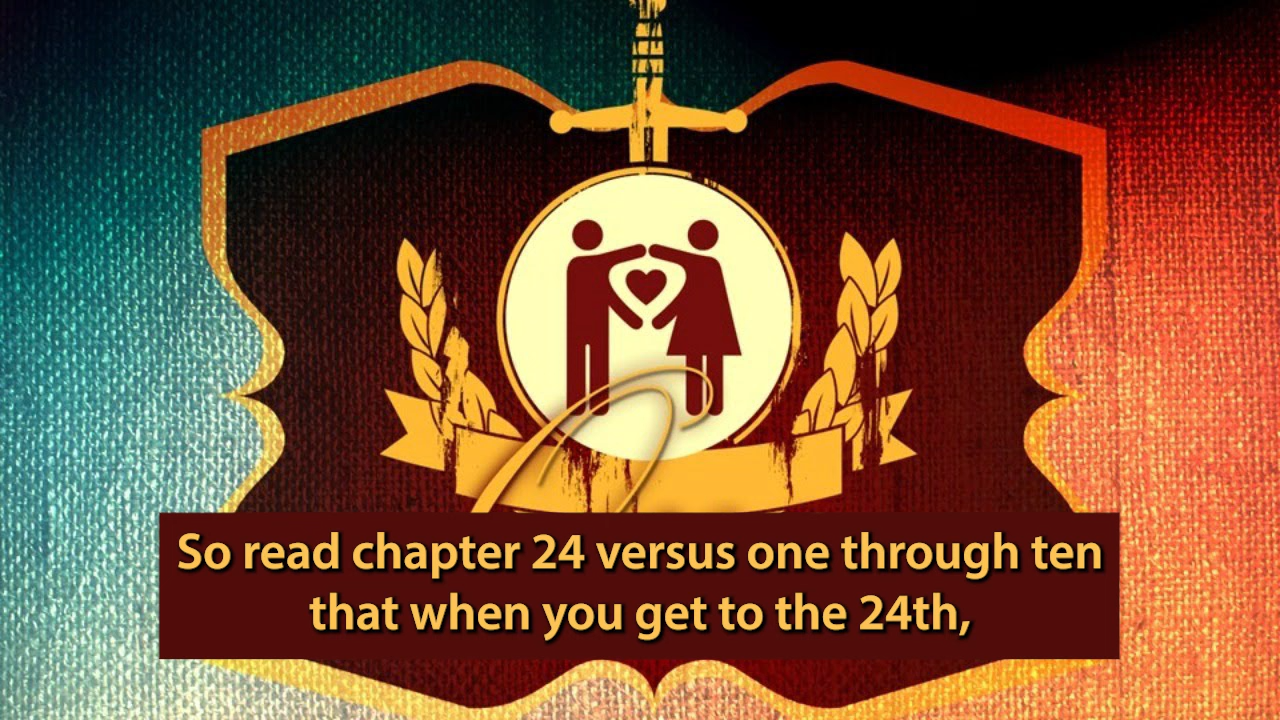 So read chapter 24 versus one through ten
that when you get to the 24th,